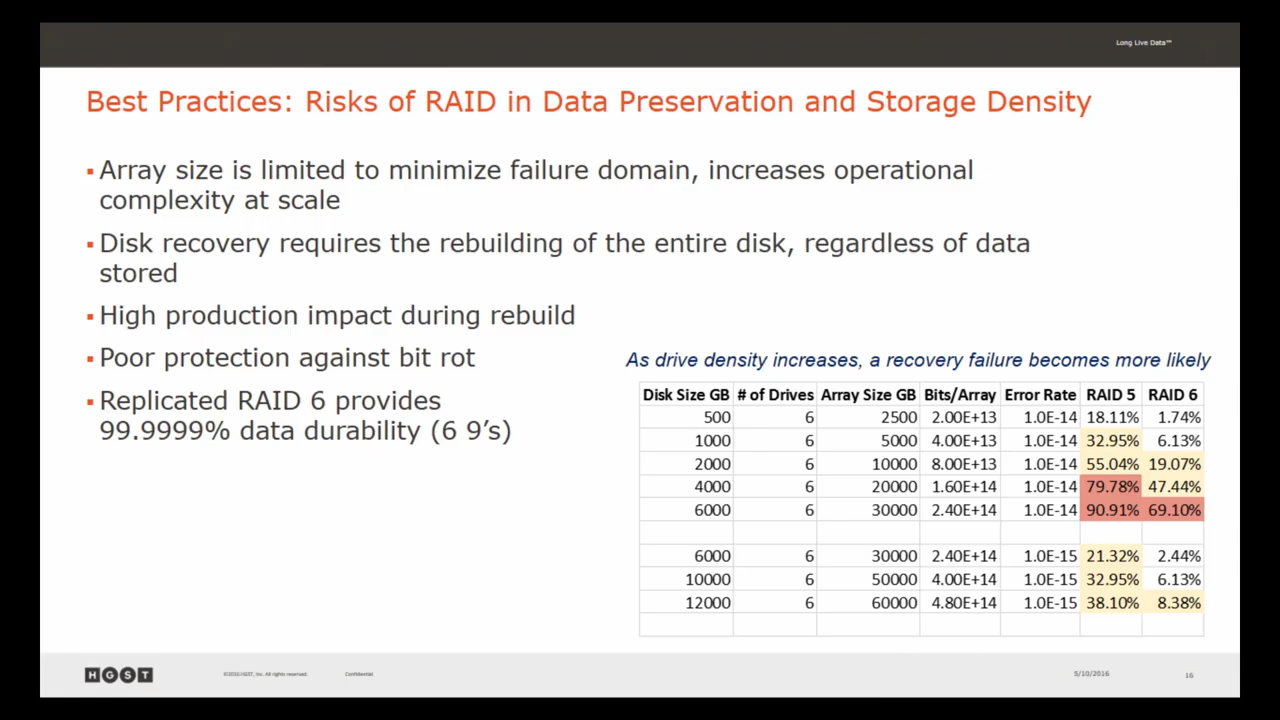 Long Live Data™
Best Practices: Risks of RAID in Data Preservation and Storage Density
▪ Array size is limited to minimize failure domain, increases operational
complexity at scale
▪ Disk recovery requires the rebuilding of the entire disk, regardless of data
stored
▪ High production impact during rebuild
▪ Poor protection against bit rot
▪ Replicated RAID 6 provides
99.9999% data durability (6 9’s)
As drive density increases, a recovery failure becomes more likely
Disk Size GB # of Drives Array Size GB Bits/Array Error Rate RAID 5 RAID 6
500 6 2500 2.00E+13 1.0E-14 18.11% 1.74%
1000 6 5000 4.00E+13 1.0E-14 32.95% 6.13%
2000 6 10000 8.00E+13 1.0E-14 55.04% 19.07%
4000 6 20000 1.60E+14 1.0E-14 79.78% 47.44%
6000 6 30000 2.40E+14 1.0E-14 90.91% 69.10%
6000 6 30000 2.40E+14 1.0E-15 21.32% 2.44%
10000 6 50000 4.00E+14 1.0E-15 32.95% 6.13%
12000 6 60000 4.80E+14 1.0E-15 38.10% 8.38%
HGST ©2016 HGST, Inc. All rights reserved. Confidential 5/10/2016 16